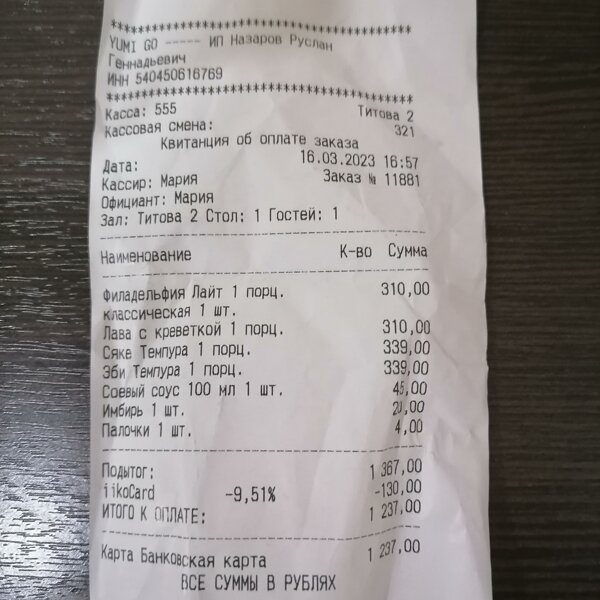 ************************************
YUMI GO ----- ИП Назаров Руслан
Геннадьевич
ИНН 540450616769
************************************
Касса: 555 Титова 2
Кассовая смена: 321
Квитанция об оплате заказа
Дата: 16.03.2023 16:57
Кассир: Мария Заказ № 11881
Официант: Мария
Зал: Титова 2 Стол: 1 Гостей: 1
Наименование К-во Сумма
Филадельфия Лайт 1 порц. 310,00
классическая 1 шт.
Лава с креветкой 1 порц. 310,00
Сяке Темпура 1 порц. 339,00
Эби Темпура 1 порц. 339,00
Соевый соус 100 мл 1 шт. 45,00
Имбирь 1 шт. 20,00
Палочки 1 шт. 4,00
Подытог: 1 367,00
iikoCard -9,51% -130,00
ИТОГО К ОПЛАТЕ: 1 237,00
Карта Банковская карта 1 237,00
ВСЕ СУММЫ В РУБЛЯХ